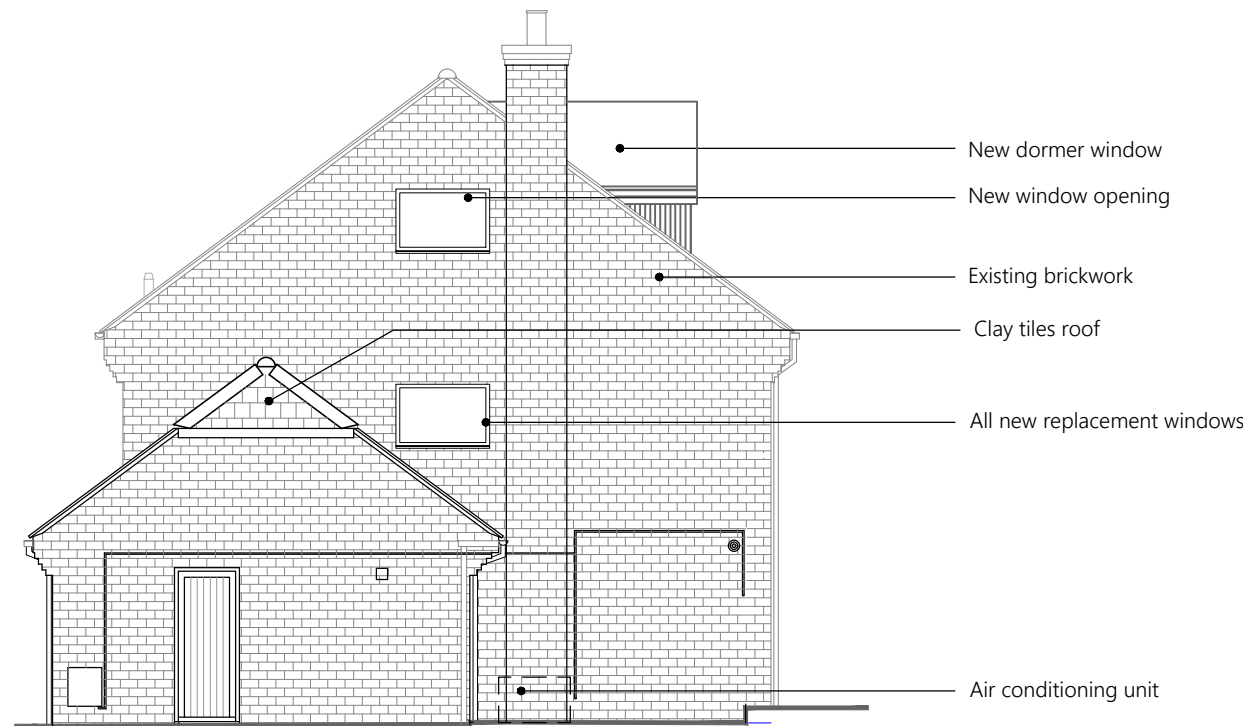 New dormer window
New window opening
Existing brickwork
Clay tiles roof
All new replacement windows
Air conditioning unit